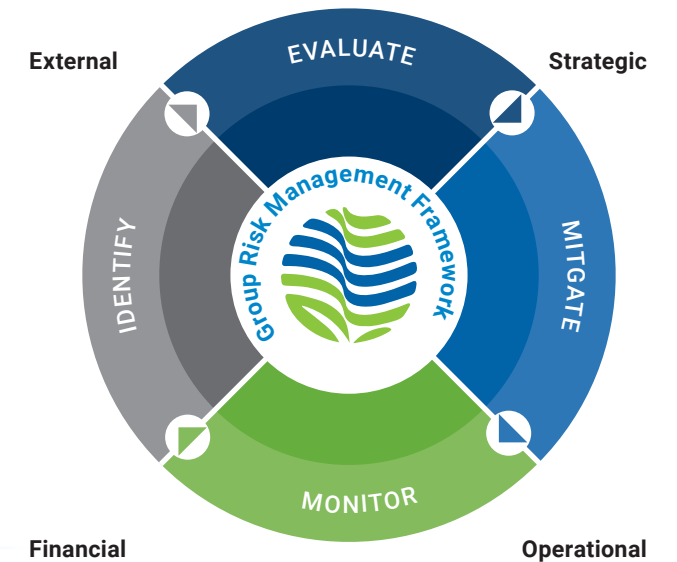 External
EVALUATE
Strategic
IDENTIFY
Group Risk Management Framework
MITGATE
MONITOR
Financial
Operational